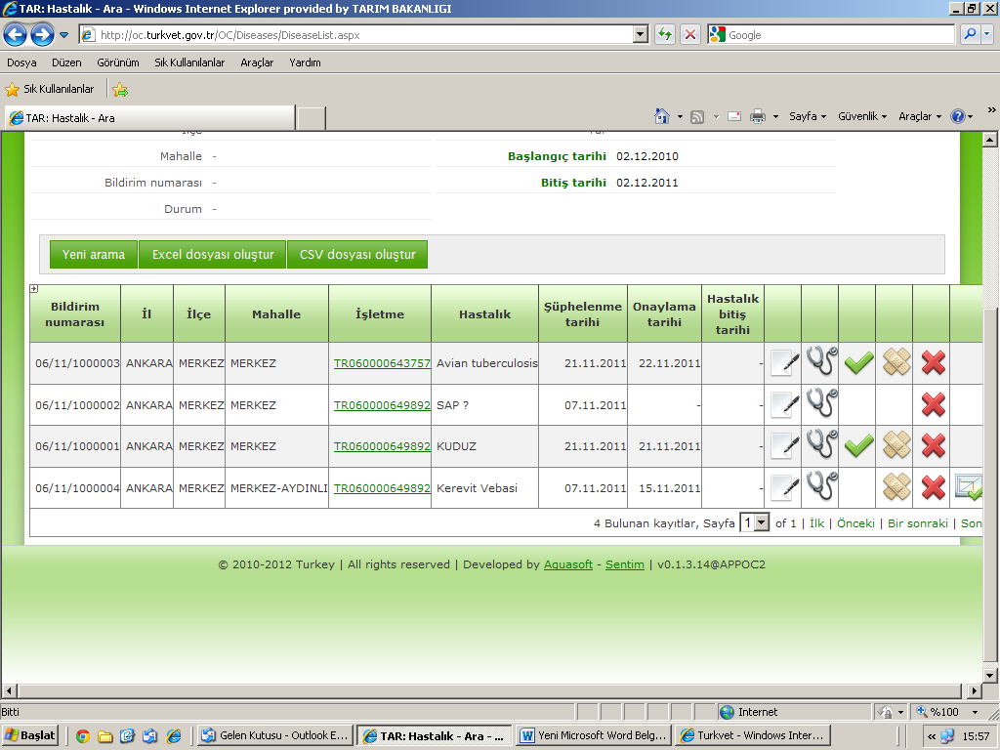 TAR: Hastalık - Ara - Windows Internet Explorer provided by TARIM BAKANLIGI
http://oc.turkvet.gov.tr/OC/Diseases/DiseaseList.aspx
Google
Dosya Düzen Görünüm Sık Kullanılanlar Araçlar Yardım
Sık Kullanılanlar
TAR: Hastalık - Ara
Sayfa Güvenlik Araçlar
Mahalle - Başlangıç tarihi 02.12.2010
Bildirim numarası - Bitiş tarihi 02.12.2011
Durum -
Yeni arama Excel dosyası oluştur CSV dosyası oluştur
Bildirim numarası İl İlçe Mahalle İşletme Hastalık Şüphelenme tarihi Onaylama tarihi Hastalık bitiş tarihi
06/11/1000003 ANKARA MERKEZ MERKEZ TR060000643757 Avian tuberculosis 21.11.2011 22.11.2011 -
06/11/1000002 ANKARA MERKEZ MERKEZ TR060000649892 SAP ? 07.11.2011 - -
06/11/1000001 ANKARA MERKEZ MERKEZ TR060000649892 KUDUZ 21.11.2011 21.11.2011 -
06/11/1000004 ANKARA MERKEZ MERKEZ-AYDINLI TR060000649892 Kerevit Vebası 07.11.2011 15.11.2011 -
4 Bulunan kayıtlar, Sayfa 1 of 1 | İlk | Önceki | Bir sonraki | Son
© 2010-2012 Turkey | All rights reserved | Developed by Aquasoft - Sentim | v0.1.3.14@APPOC2
Bitti Internet %100
Başlat Gelen Kutusu - Outlook E... TAR: Hastalık - Ara - ... Yeni Microsoft Word Belg... Turkvet - Windows Inter... 15:57